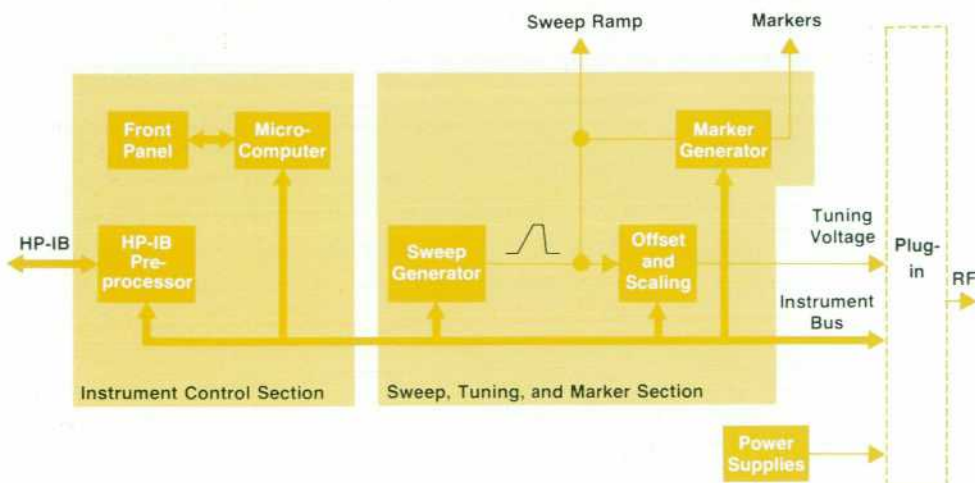 Sweep Ramp
Markers
Front
Panel
Micro-
Computer
Marker
Generator
HP-IB
HP-IB
Pre-
processor
Sweep
Generator
Offset
and
Scaling
Tuning
Voltage
Plug-
in
RF
Instrument
Bus
Instrument Control Section
Sweep, Tuning, and Marker Section
Power
Supplies